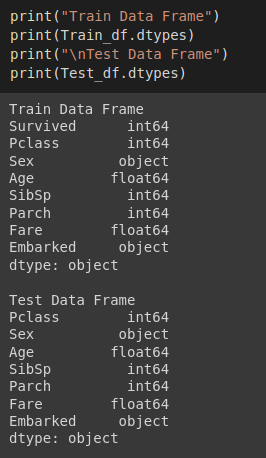 print("Train Data Frame")
print(Train_df.dtypes)
print("\nTest Data Frame")
print(Test_df.dtypes)
Train Data Frame
Survived      int64
Pclass        int64
Sex          object
Age         float64
SibSp         int64
Parch         int64
Fare        float64
Embarked     object
dtype: object

Test Data Frame
Pclass        int64
Sex          object
Age         float64
SibSp         int64
Parch         int64
Fare        float64
Embarked     object
dtype: object